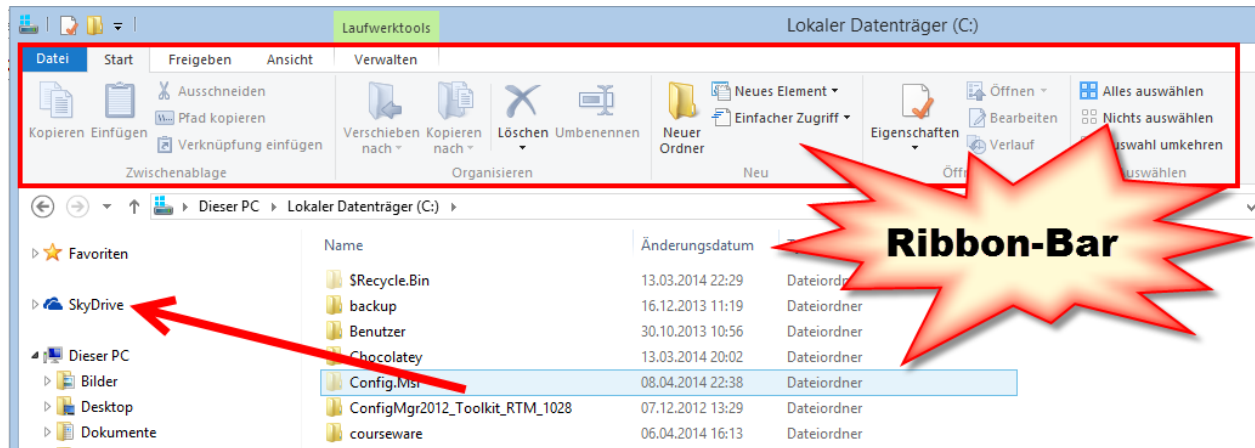 Laufwerktools
Lokaler Datenträger (C:)
Datei Start Freigeben Ansicht Verwalten
Kopieren
Einfügen
Ausschneiden
Pfad kopieren
Verknüpfung einfügen
Zwischenablage
Verschieben nach
Kopieren nach
Löschen
Umbenennen
Organisieren
Neuer
Ordner
Neues Element
Einfacher Zugriff
Neu
Eigenschaften
Öffnen
Bearbeiten
Verlauf
Alles auswählen
Nichts auswählen
umkehren
Dieser PC Lokaler Datenträger (C:)
Ribbon-Bar
Favoriten
SkyDrive
Dieser PC
Bilder
Desktop
Dokumente
Name Änderungsdatum
$Recycle.Bin 13.03.2014 22:29
backup 16.12.2013 11:19 Dateiordner
Benutzer 30.10.2013 10:56 Dateiordner
Chocolatey 13.03.2014 20:02 Dateiordner
Config.Msi 08.04.2014 22:38 Dateiordner
ConfigMgr2012_Toolkit_RTM_1028 07.12.2012 13:29 Dateiordner
courseware 06.04.2014 16:13 Dateiordner